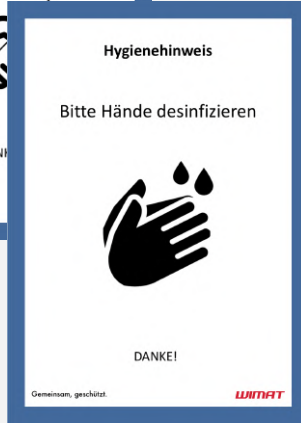 Hygienehinweis
Bitte Hände desinfizieren
DANKE!
Gemeinsam, geschützt.
WIMAT